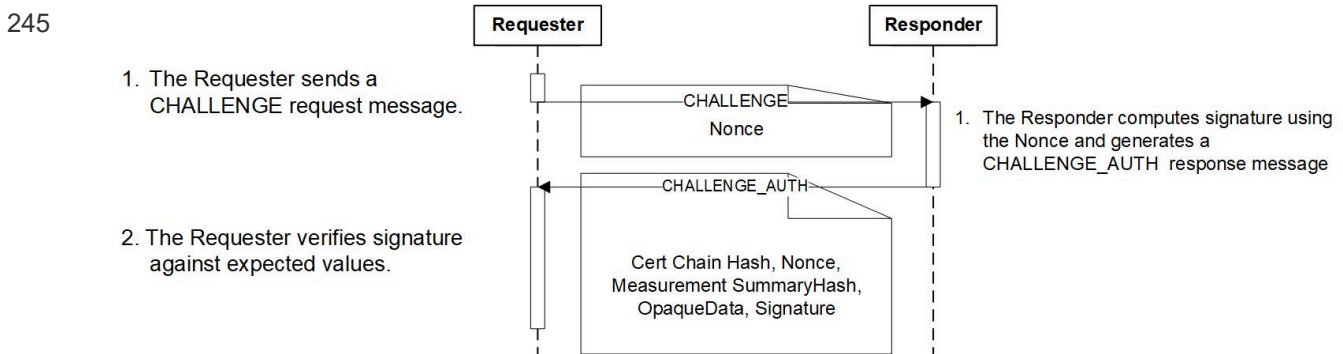 245
Requester
Responder
1. The Requester sends a
CHALLENGE request message.
CHALLENGE
Nonce
1. The Responder computes signature using
the Nonce and generates a
CHALLENGE_AUTH response message
CHALLENGE_AUTH
2. The Requester verifies signature
against expected values.
Cert Chain Hash, Nonce,
Measurement SummaryHash,
OpaqueData, Signature